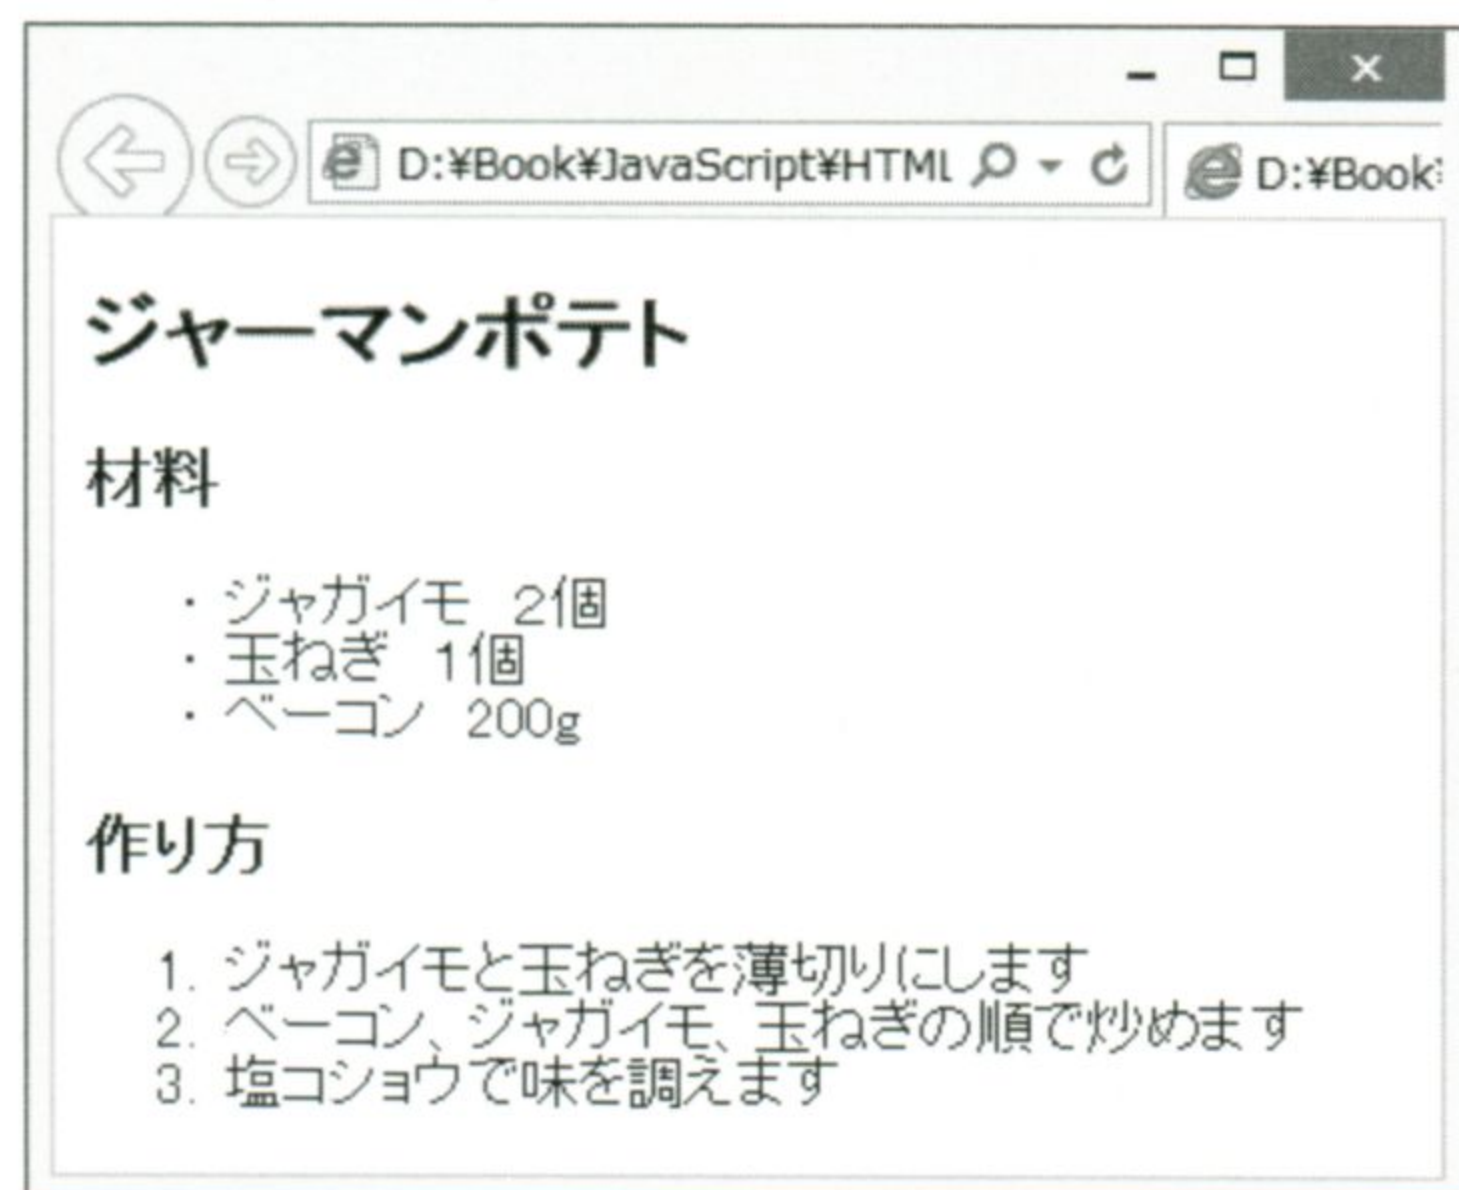 D:¥Book¥JavaScript¥HTML
D:¥Book¥
ジャーマンポテト
材料
・ジャガイモ 2個
・玉ねぎ 1個
・ベーコン 200g
作り方
1. ジャガイモと玉ねぎを薄切りにします
2. ベーコン、ジャガイモ、玉ねぎの順で炒めます
3. 塩コショウで味を調えます